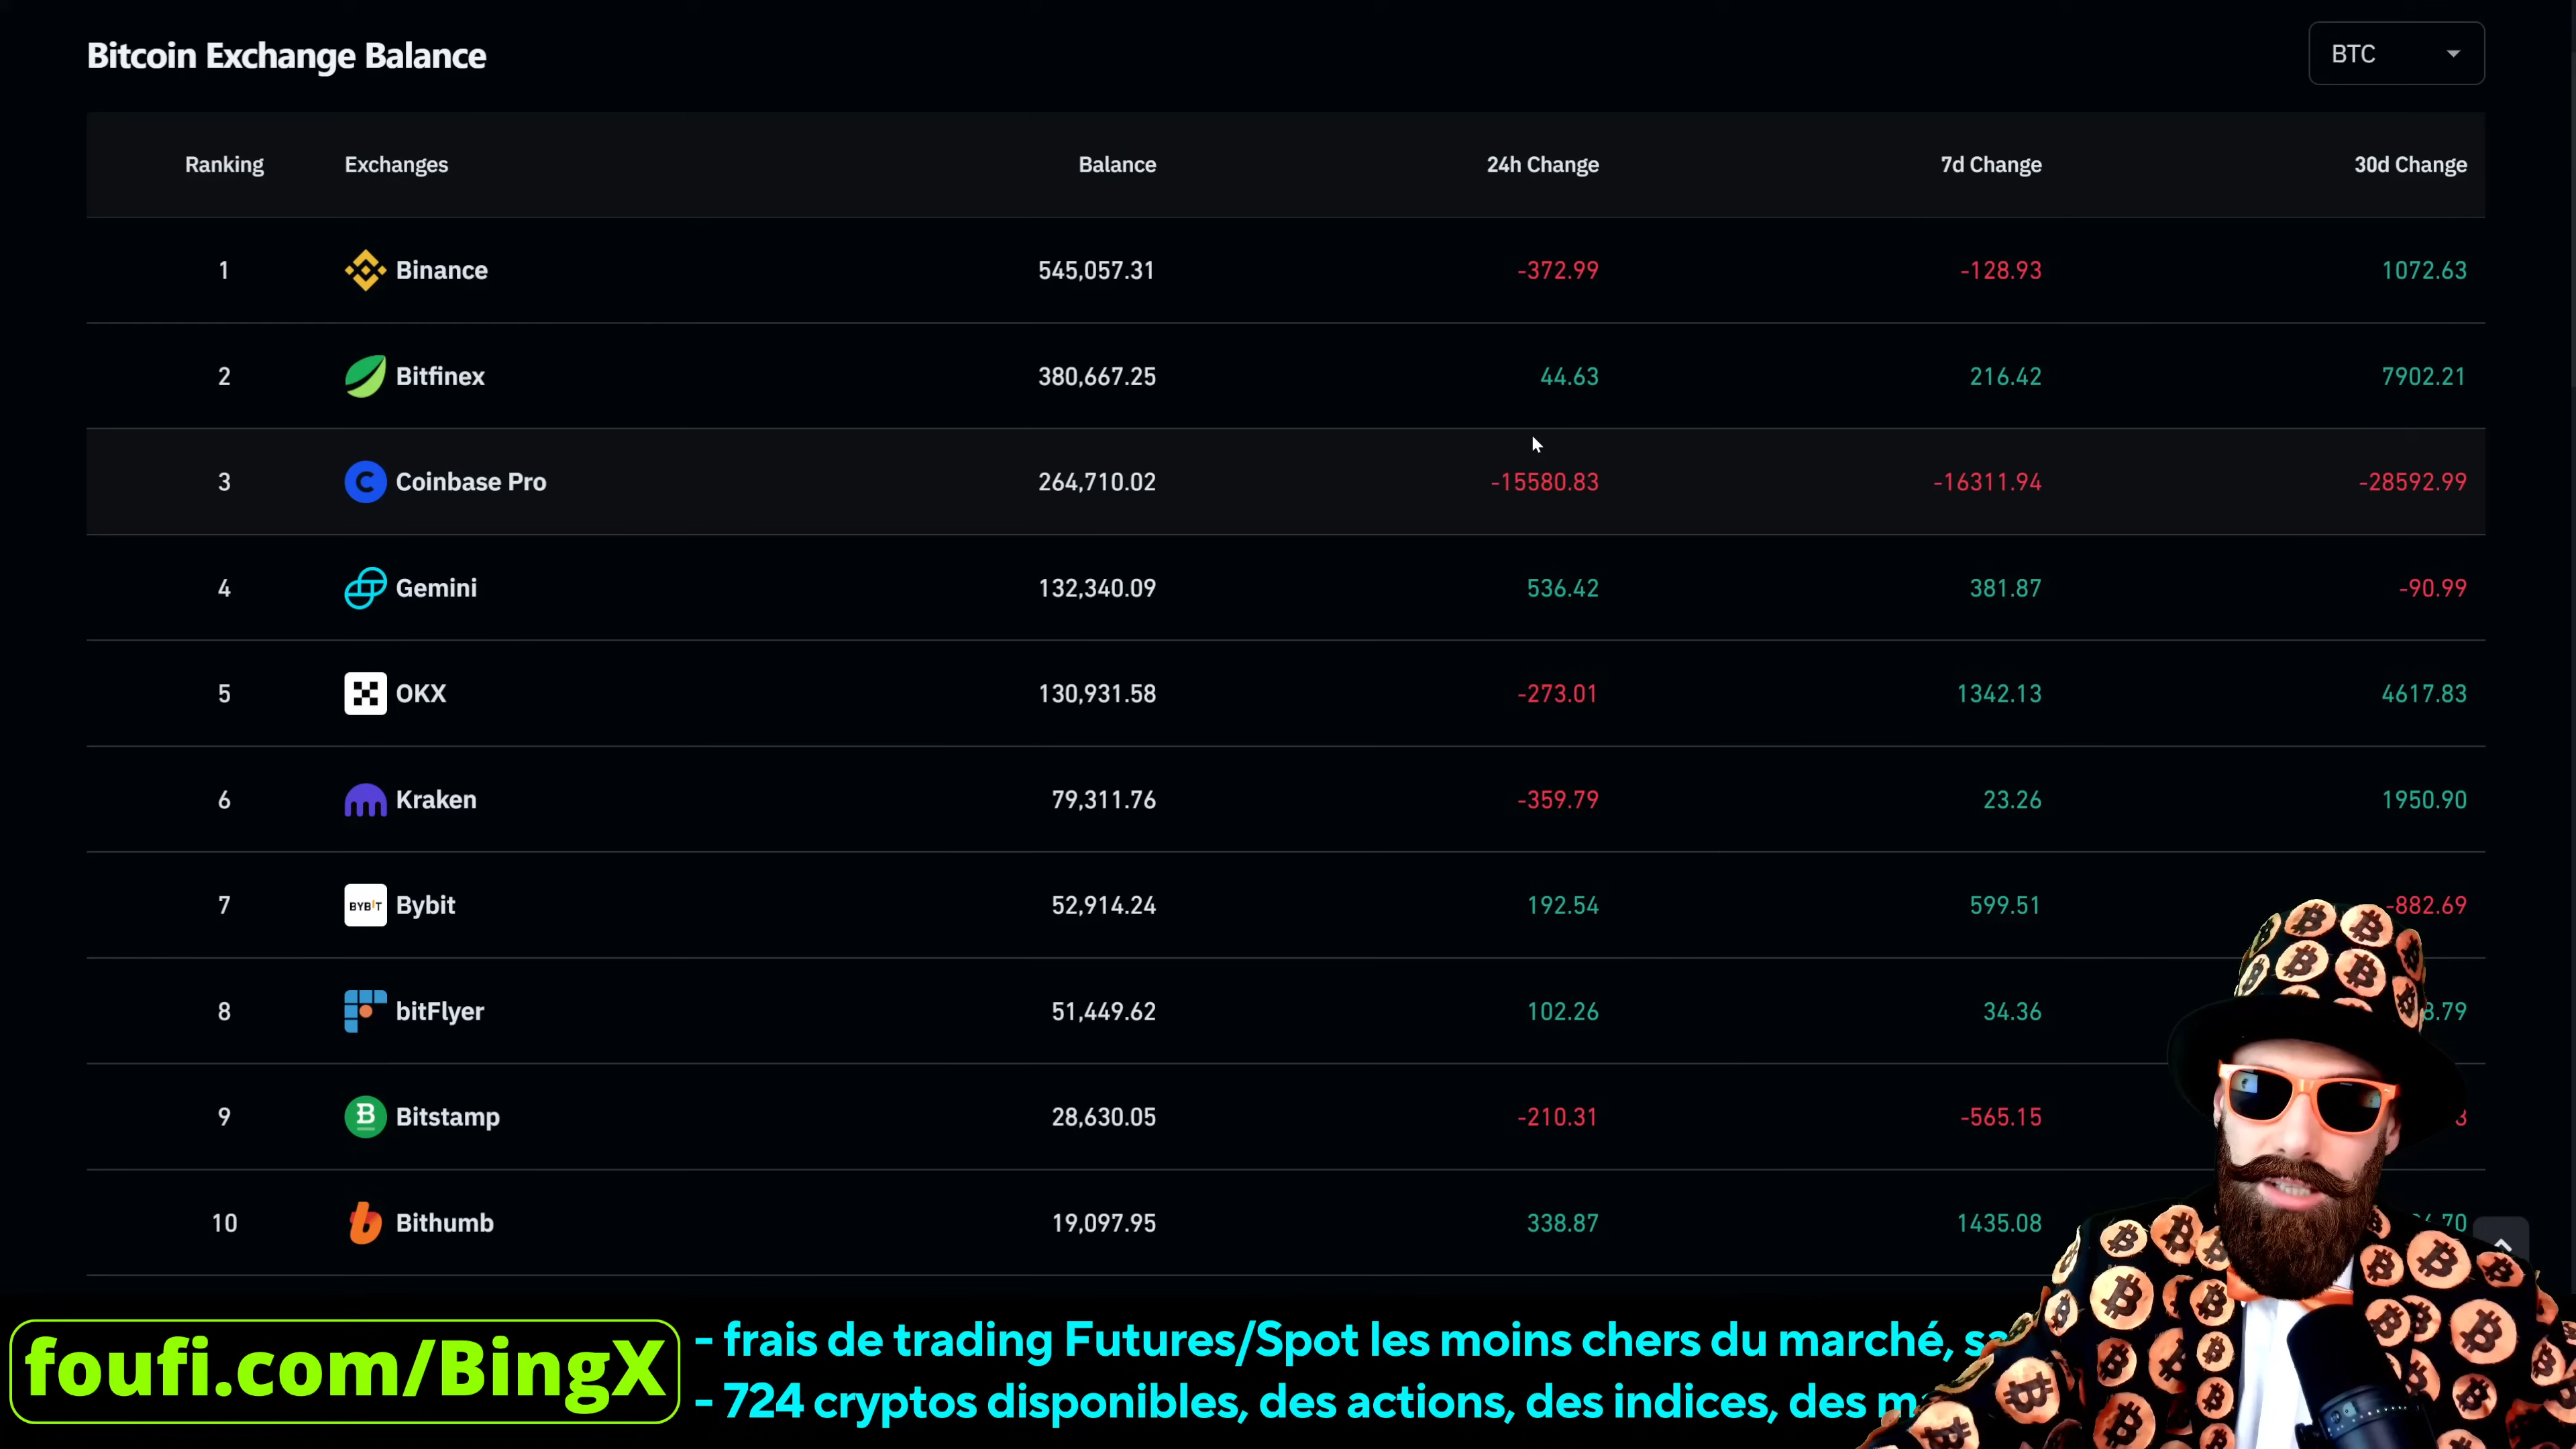 Bitcoin Exchange Balance
BTC
Ranking Exchanges Balance 24h Change 7d Change 30d Change
1 Binance 545,057.31 -372.99 -128.93 1072.63
2 Bitfinex 380,667.25 44.63 216.42 7902.21
3 Coinbase Pro 264,710.02 -15580.83 -16311.94 -28592.99
4 Gemini 132,340.09 536.42 381.87 -90.99
5 OKX 130,931.58 -273.01 1342.13 4617.83
6 Kraken 79,311.76 -359.79 23.26 1950.90
7 BYBIT Bybit 52,914.24 192.54 599.51 -882.69
8 bitFlyer 51,449.62 102.26 34.36
9 Bitstamp 28,630.05 -210.31 -565.15
10 Bithumb 19,097.95 338.87 1435.08
foufi.com/BingX
- frais de trading Futures/Spot les moins chers du marché,
- 724 cryptos disponibles, des actions, des indices, des